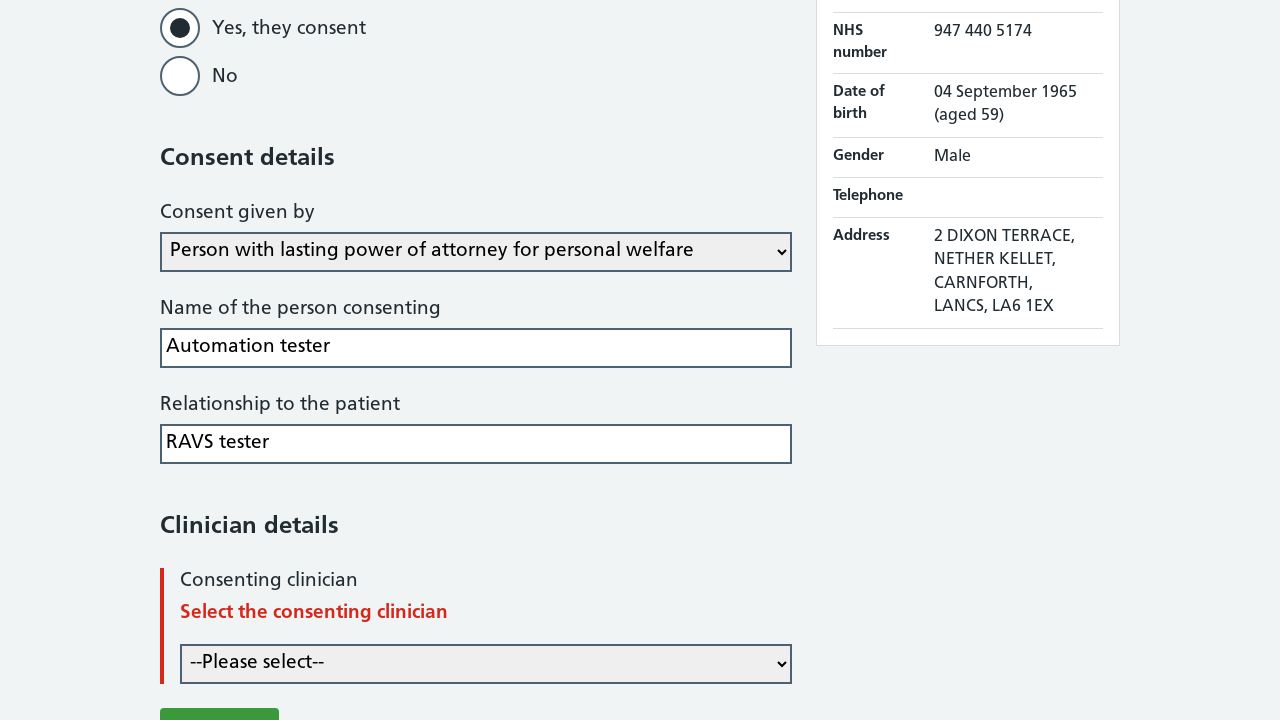 Yes, they consent
No
Consent details
Consent given by
Person with lasting power of attorney for personal welfare
Name of the person consenting
Automation tester
Relationship to the patient
RAVS tester
Clinician details
Consenting clinician
Select the consenting clinician
--Please select--
NHS number
947 440 5174
Date of birth
04 September 1965 (aged 59)
Gender
Male
Telephone
Address
2 DIXON TERRACE,
NETHER KELLET,
CARNFORTH,
LANCS, LA6 1EX